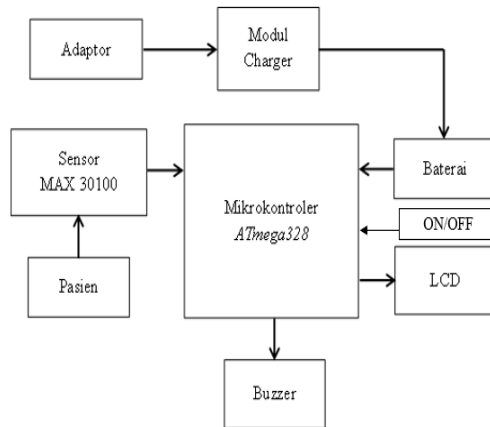 Adaptor
Modul
Charger
Sensor
MAX 30100
Mikrokontroler
ATmega328
Baterai
ON/OFF
LCD
Pasien
Buzzer